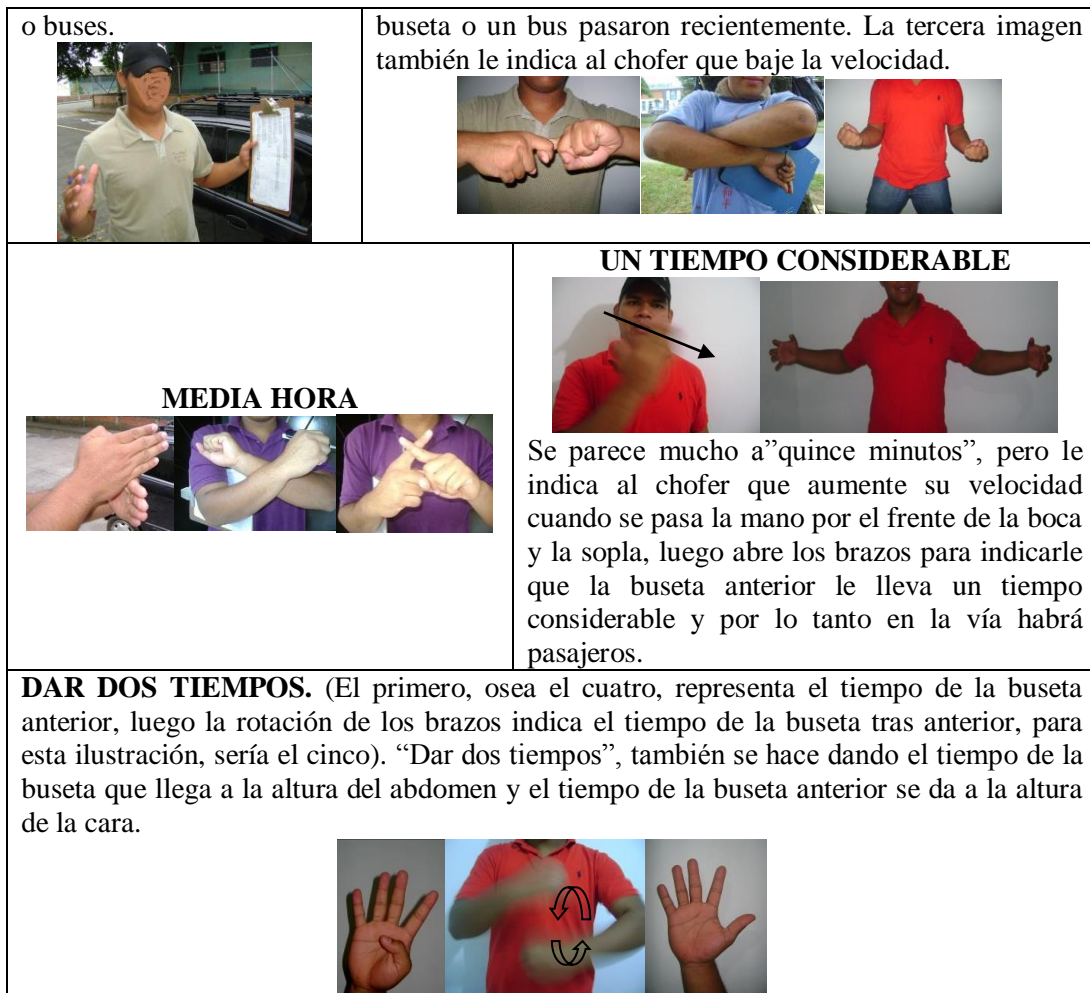 o buses.
buseta o un bus pasaron recientemente. La tercera imagen
también le indica al chofer que baje la velocidad.
MEDIA HORA
UN TIEMPO CONSIDERABLE
Se parece mucho a”quince minutos”, pero le
indica al chofer que aumente su velocidad
cuando se pasa la mano por el frente de la boca
y la sopla, luego abre los brazos para indicarle
que la buseta anterior le lleva un tiempo
considerable y por lo tanto en la vía habrá
pasajeros.
DAR DOS TIEMPOS. (El primero, osea el cuatro, representa el tiempo de la buseta
anterior, luego la rotación de los brazos indica el tiempo de la buseta tras anterior, para
esta ilustración, sería el cinco). “Dar dos tiempos”, también se hace dando el tiempo de la
buseta que llega a la altura del abdomen y el tiempo de la buseta anterior se da a la altura
de la cara.